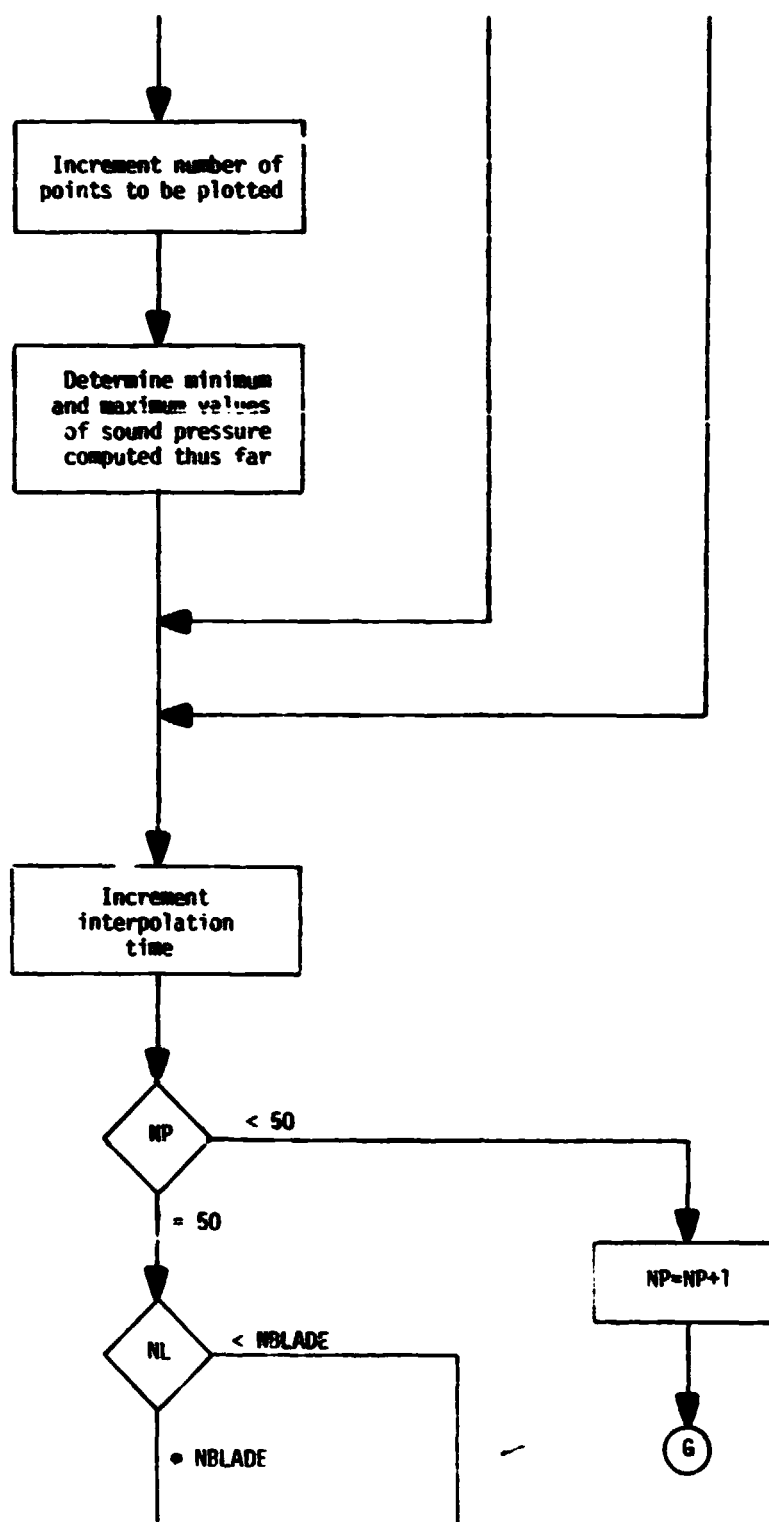 Increment number of
points to be plotted
Determine minimum
and maximum values
of sound pressure
computed thus far
Increment
interpolation
time
NP
< 50
= 50
NP=NP+1
NL
< NBLADE
NBLADE
G